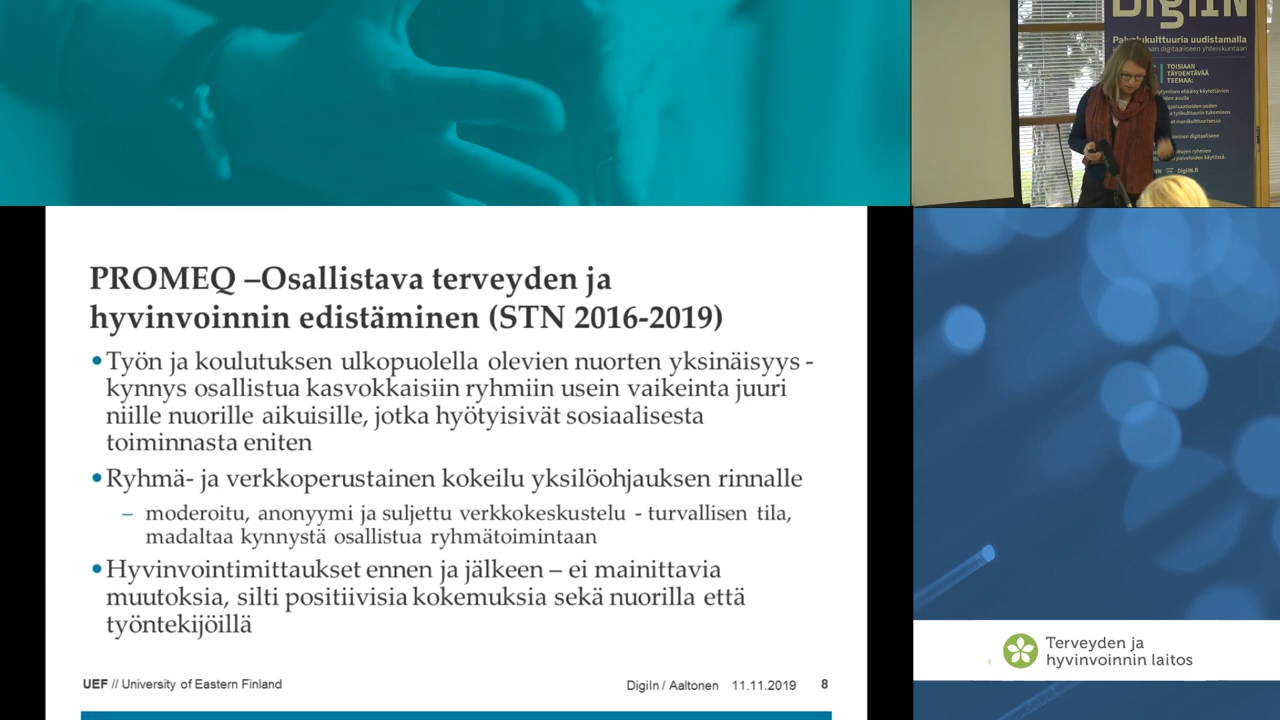 PROMEQ –Osallistava terveyden ja
hyvinvoinnin edistäminen (STN 2016-2019)
•Työn ja koulutuksen ulkopuolella olevien nuorten yksinäisyys -
kynnys osallistua kasvokkaisiin ryhmiin usein vaikeinta juuri
niille nuorille aikuisille, jotka hyötyisivät sosiaalisesta
toiminnasta eniten
•Ryhmä- ja verkkoperustainen kokeilu yksilöohjauksen rinnalle
– moderoitu, anonyymi ja suljettu verkkokeskustelu - turvallisen tila,
madaltaa kynnystä osallistua ryhmätoimintaan
•Hyvinvointimittaukset ennen ja jälkeen – ei mainittavia
muutoksia, silti positiivisia kokemuksia sekä nuorilla että
työntekijöillä
UEF // University of Eastern Finland
DigiIn / Aaltonen 11.11.2019 8
DigiIN
Palvelukulttuuria uudistamalla
digitaaliseen yhteiskuntaan
TOISIAAN
TÄYDENTÄVÄÄ
TEEMAA:
DigiIN.fi
Terveyden ja
hyvinvoinnin laitos